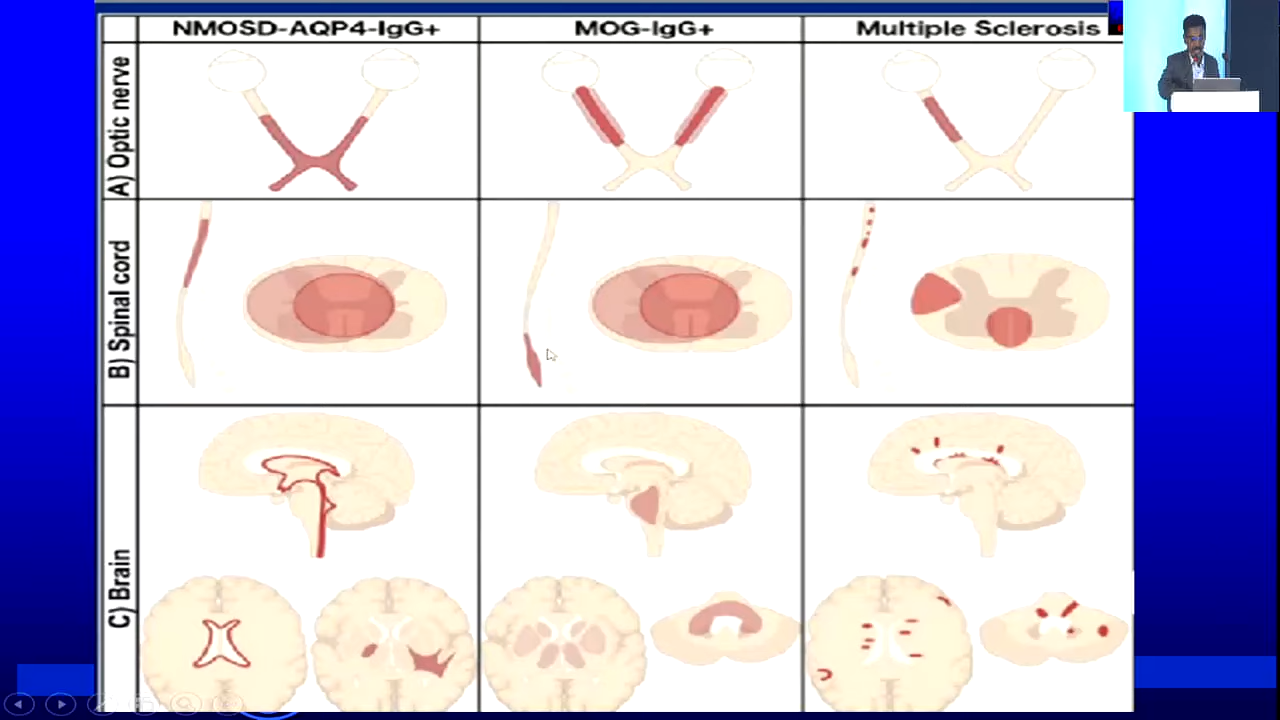 NMOSD-AQP4-IgG+ MOG-IgG+ Multiple Sclerosis
A) Optic nerve
B) Spinal cord
C) Brain